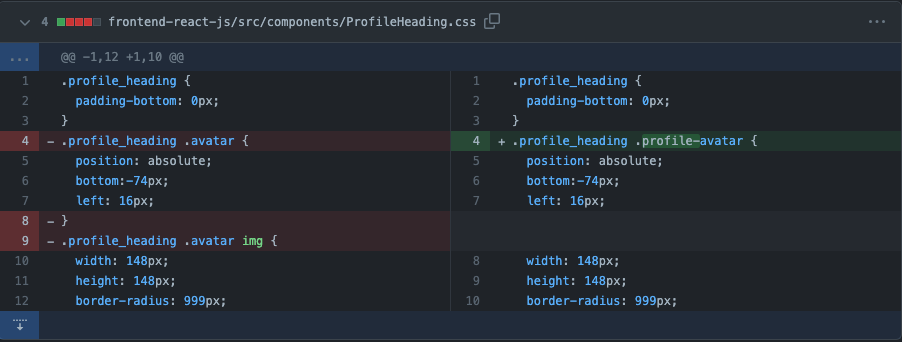 4 frontend-react-js/src/components/ProfileHeading.css
... @@ -1,12 +1,10 @@
1 .profile_heading { 1 .profile_heading {
2 padding-bottom: 0px; 2 padding-bottom: 0px;
3 } 3 }
4 - .profile_heading .avatar { 4 + .profile_heading .profile-avatar {
5 position: absolute; 5 position: absolute;
6 bottom:-74px; 6 bottom:-74px;
7 left: 16px; 7 left: 16px;
8 - }
9 - .profile_heading .avatar img {
10 width: 148px; 8 width: 148px;
11 height: 148px; 9 height: 148px;
12 border-radius: 999px; 10 border-radius: 999px;